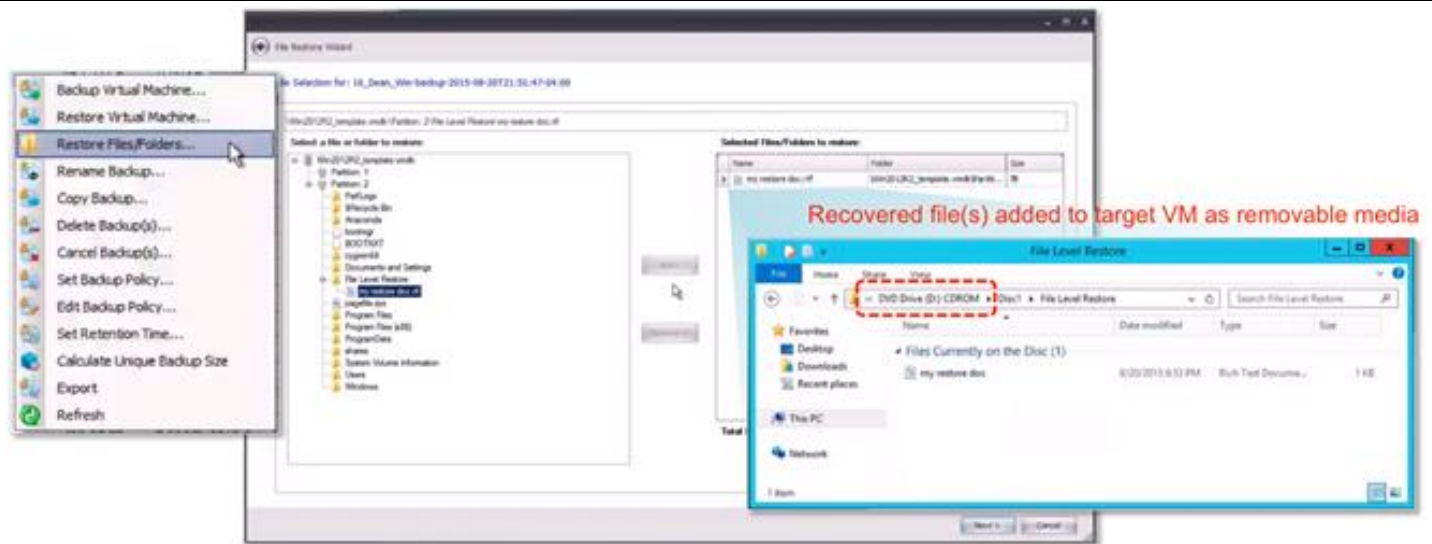 File Restore Wizard
Backup Virtual Machine...
Restore Virtual Machine...
Restore Files/Folders...
Rename Backup...
Copy Backup...
Delete Backup(s)...
Cancel Backup(s)...
Set Backup Policy...
Edit Backup Policy...
Set Retention Time...
Calculate Unique Backup Size
Export
Refresh
Selection for:
Select a file or folder to restore:
Win2012R2_template.vmdk
Partition: 1
Partition: 2
PerfLogs
$Recycle.Bin
Anaconda
bootmgr
BOOTNXT
cygwin64
Documents and Settings
File Level Restore
my restore doc.rtf
pagefile.sys
Program Files
Program Files (x86)
ProgramData
shares
System Volume Information
Users
Windows
Selected Files/Folders to restore:
Name Folder Size
my restore doc.rtf
Total
Next > Cancel
Recovered file(s) added to target VM as removable media
File Level Restore
File Home Share View
DVD Drive (D:) CDROM Disc1 File Level Restore Search File Level Restore
Favorites
Desktop
Downloads
Recent places
This PC
Network
Name Date modified Type Size
Files Currently on the Disc (1)
my restore doc Rich Text Docume... 1 KB
1 item